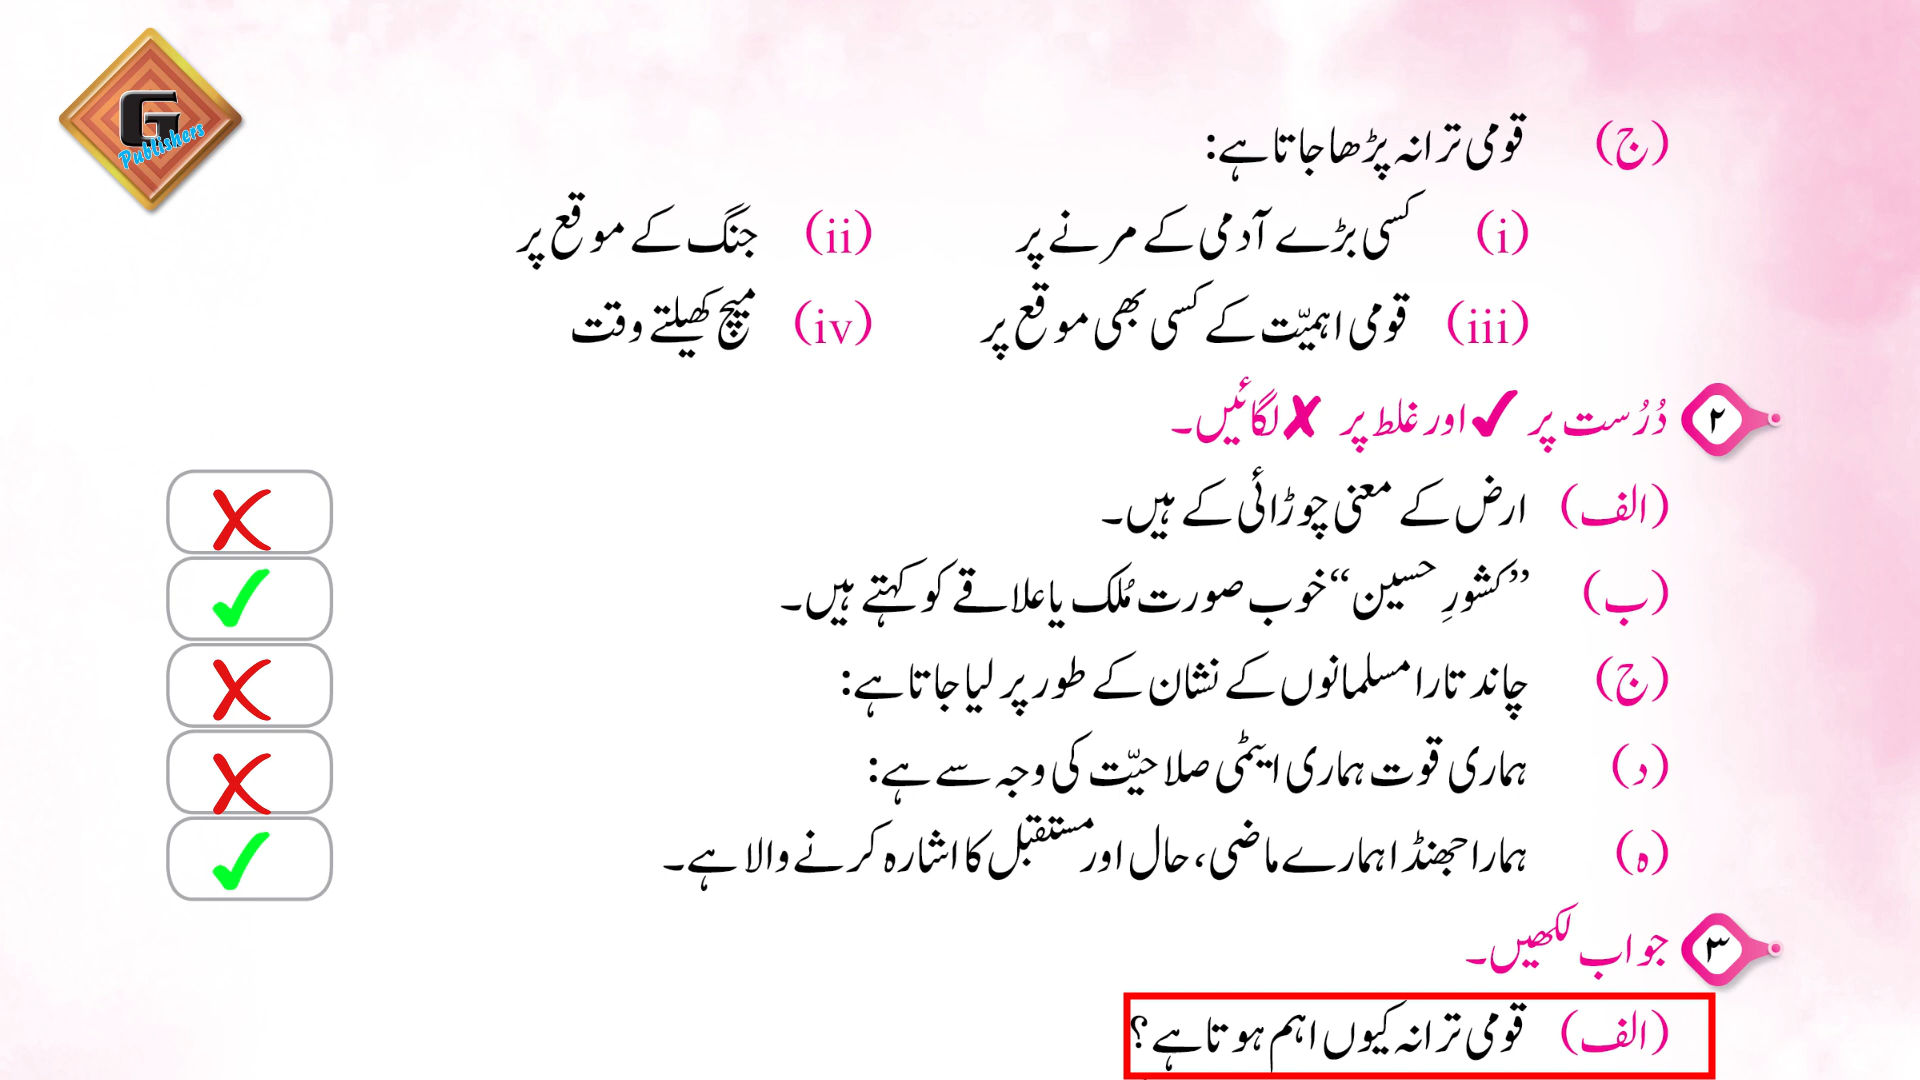 G
Publishers
(ج) قومی ترانہ پڑھا جاتا ہے:
(i) کسی بڑے آدمی کے مرنے پر (ii) جنگ کے موقع پر
(iii) قومی اہمیّت کے کسی بھی موقع پر (iv) میچ کھیلتے وقت
۲ دُرُست پر ✔ اور غلط پر ✘ لگائیں۔
(الف) ارض کے معنی چوڑائی کے ہیں۔ ✗
(ب) ”کشورِ حسین“ خوب صورت مُلک یا علاقے کو کہتے ہیں۔ ✓
(ج) چاند تارا مسلمانوں کے نشان کے طور پر لیا جاتا ہے: ✗
(د) ہماری قوت ہماری ایٹمی صلاحیّت کی وجہ سے ہے: ✗
(ہ) ہمارا جھنڈا ہمارے ماضی، حال اور مستقبل کا اشارہ کرنے والا ہے۔ ✓
۳ جواب لکھیں۔
(الف) قومی ترانہ کیوں اہم ہوتا ہے؟